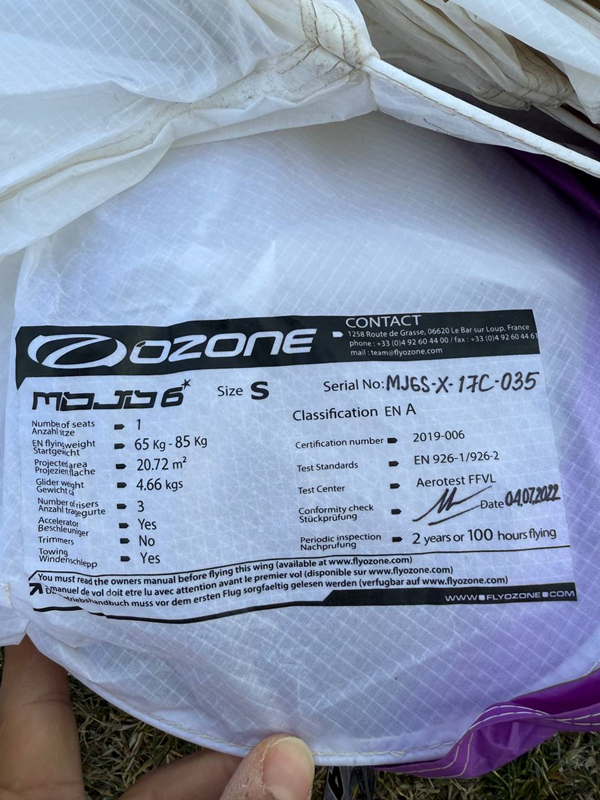 OZONE
CONTACT
1258 Route de Grasse, 06620 Le Bar sur Loup, France
phone : +33 (0)4 92 60 44 00 / fax : +33 (0)4 92 60 44 61
mail : team@flyozone.com
MOJO 6
Size S
Serial No: MJ6S-X-17C-035
Classification EN A
Number of seats
Anzahl sitze
1
EN flying weight
Startgewicht
65 Kg - 85 Kg
Projected area
Projezierte fläche
20.72 m²
Glider weight
Gewicht
4.66 kgs
Number of risers
Anzahl tragegurte
3
Accelerator
Beschleuniger
Yes
Trimmers
No
Towing
Windenschlepp
Yes
Certification number
2019-006
Test Standards
EN 926-1/926-2
Test Center
Aerotest FFVL
Conformity check
Stückprüfung
Date 04.07.2022
Periodic inspection
Nachprüfung
2 years or 100 hours flying
You must read the owners manual before flying this wing (available at www.flyozone.com)
manuel de vol doit etre lu avec attention avant le premier vol (disponible sur www.flyozone.com)
muss vor dem ersten Flug sorgfaeltig gelesen werden (verfugbar auf www.flyozone.com)
WWW.FLYOZONE.COM